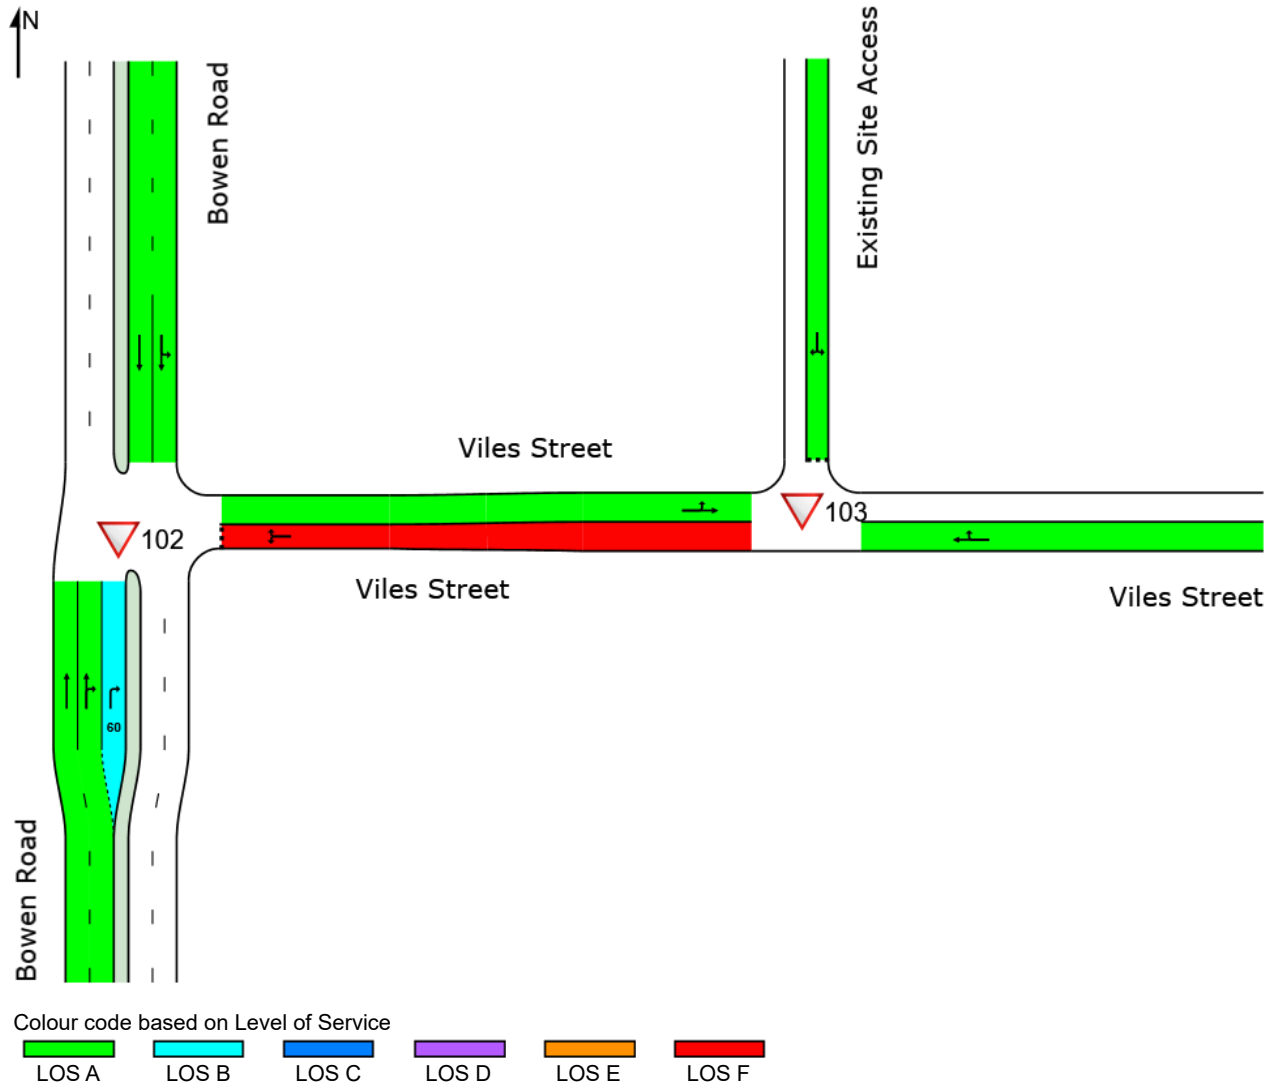 N
Bowen Road
Existing Site Access
Viles Street
103
102
Viles Street
Viles Street
60
Bowen Road
Colour code based on Level of Service
LOS A LOS B LOS C LOS D LOS E LOS F